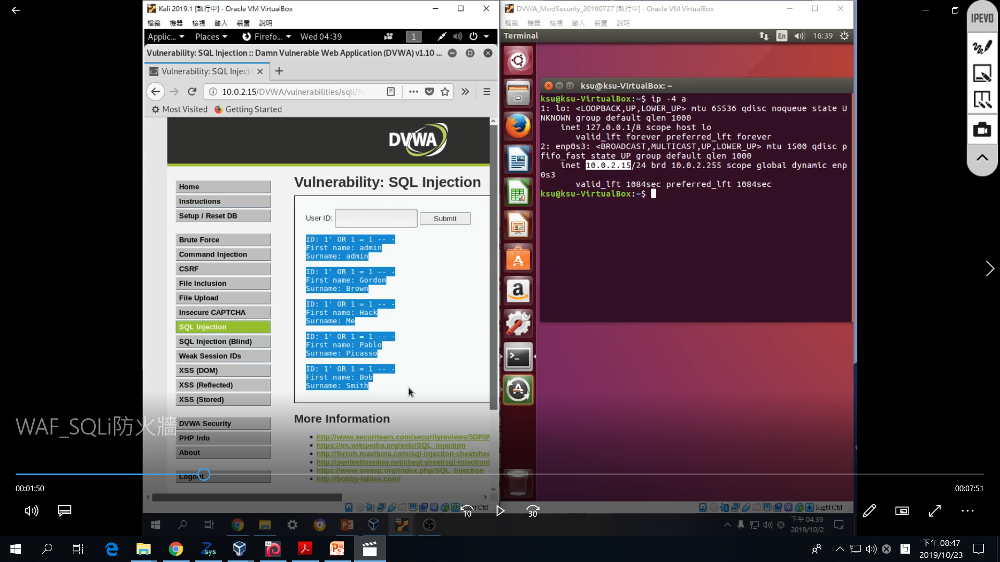 Kali 2019.1 [執行中] - Oracle VM VirtualBox
檔案 機器 檢視 輸入 裝置 說明
Applic... Places Firefo... Wed 04:39 1
Vulnerability: SQL Injection :: Damn Vulnerable Web Application (DVWA) v1.10 ...
Vulnerability: SQL Injecti
10.0.2.15/DVWA/vulnerabilities/sqli/?i
Most Visited Getting Started
DVWA
Home
Instructions
Setup / Reset DB
Brute Force
Command Injection
CSRF
File Inclusion
File Upload
Insecure CAPTCHA
SQL Injection
SQL Injection (Blind)
Weak Session IDs
XSS (DOM)
XSS (Reflected)
XSS (Stored)
DVWA Security
PHP Info
About
Logout
Vulnerability: SQL Injection
User ID: Submit
ID: 1' OR 1 = 1 -- -
First name: admin
Surname: admin
ID: 1' OR 1 = 1 -- -
First name: Gordon
Surname: Brown
ID: 1' OR 1 = 1 -- -
First name: Hack
Surname: Me
ID: 1' OR 1 = 1 -- -
First name: Pablo
Surname: Picasso
ID: 1' OR 1 = 1 -- -
First name: Bob
Surname: Smith
More Information
http://www.securiteam.com/securityreviews/5DP0N
https://en.wikipedia.org/wiki/SQL_injection
http://ferruh.mavituna.com/sql-injection-cheatshee
http://pentestmonkey.net/cheat-sheet/sql-injection/
https://www.owasp.org/index.php/SQL_Injection
http://bobby-tables.com/
Right Ctrl
DVWA_ModSecurity_20190727 [執行中] - Oracle VM VirtualBox
檔案 機器 檢視 輸入 裝置 說明
Terminal En 16:39
ksu@ksu-VirtualBox: ~
ksu@ksu-VirtualBox:~$ ip -4 a
1: lo: <LOOPBACK,UP,LOWER_UP> mtu 65536 qdisc noqueue state U
NKNOWN group default qlen 1000
inet 127.0.0.1/8 scope host lo
valid_lft forever preferred_lft forever
2: enp0s3: <BROADCAST,MULTICAST,UP,LOWER_UP> mtu 1500 qdisc p
fifo_fast state UP group default qlen 1000
inet 10.0.2.15/24 brd 10.0.2.255 scope global dynamic enp
0s3
valid_lft 1084sec preferred_lft 1084sec
ksu@ksu-VirtualBox:~$
Right Ctrl
IPEVO
WAF_SQLi防火牆
00:01:50
00:07:51
10
30
下午 04:39
2019/10/2
Zsys
64
下午 08:47
2019/10/23